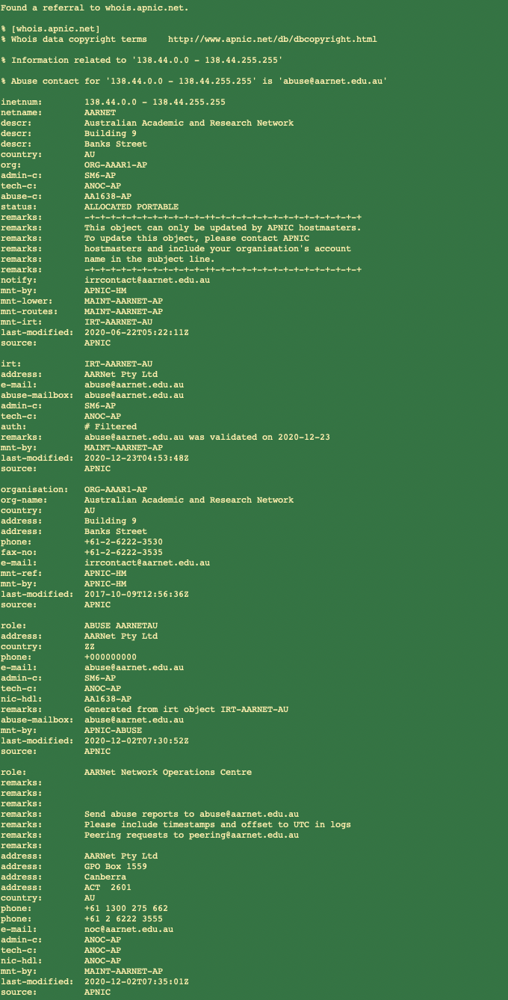 Found a referral to whois.apnic.net.

% [whois.apnic.net]
% Whois data copyright terms    http://www.apnic.net/db/dbcopyright.html

% Information related to '138.44.0.0 - 138.44.255.255'

% Abuse contact for '138.44.0.0 - 138.44.255.255' is 'abuse@aarnet.edu.au'

inetnum:        138.44.0.0 - 138.44.255.255
netname:        AARNET
descr:          Australian Academic and Research Network
descr:          Building 9
descr:          Banks Street
country:        AU
org:            ORG-AAAR1-AP
admin-c:        SM6-AP
tech-c:         ANOC-AP
abuse-c:        AA1638-AP
status:         ALLOCATED PORTABLE
remarks:        -+-+-+-+-+-+-+-+-+-+-+-++-+-+-+-+-+-+-+-+-+-+-+-+-+-+
remarks:        This object can only be updated by APNIC hostmasters.
remarks:        To update this object, please contact APNIC
remarks:        hostmasters and include your organisation's account
remarks:        name in the subject line.
remarks:        -+-+-+-+-+-+-+-+-+-+-+-++-+-+-+-+-+-+-+-+-+-+-+-+-+-+
notify:         irrcontact@aarnet.edu.au
mnt-by:         APNIC-HM
mnt-lower:      MAINT-AARNET-AP
mnt-routes:     MAINT-AARNET-AP
mnt-irt:        IRT-AARNET-AU
last-modified:  2020-06-22T05:22:11Z
source:         APNIC

irt:            IRT-AARNET-AU
address:        AARNet Pty Ltd
e-mail:         abuse@aarnet.edu.au
abuse-mailbox:  abuse@aarnet.edu.au
admin-c:        SM6-AP
tech-c:         ANOC-AP
auth:           # Filtered
remarks:        abuse@aarnet.edu.au was validated on 2020-12-23
mnt-by:         MAINT-AARNET-AP
last-modified:  2020-12-23T04:53:48Z
source:         APNIC

organisation:   ORG-AAAR1-AP
org-name:       Australian Academic and Research Network
country:        AU
address:        Building 9
address:        Banks Street
phone:          +61-2-6222-3530
fax-no:         +61-2-6222-3535
e-mail:         irrcontact@aarnet.edu.au
mnt-ref:        APNIC-HM
mnt-by:         APNIC-HM
last-modified:  2017-10-09T12:56:36Z
source:         APNIC

role:           ABUSE AARNETAU
address:        AARNet Pty Ltd
country:        ZZ
phone:          +000000000
e-mail:         abuse@aarnet.edu.au
admin-c:        SM6-AP
tech-c:         ANOC-AP
nic-hdl:        AA1638-AP
remarks:        Generated from irt object IRT-AARNET-AU
abuse-mailbox:  abuse@aarnet.edu.au
mnt-by:         APNIC-ABUSE
last-modified:  2020-12-02T07:30:52Z
source:         APNIC

role:           AARNet Network Operations Centre
remarks:
remarks:
remarks:
remarks:        Send abuse reports to abuse@aarnet.edu.au
remarks:        Please include timestamps and offset to UTC in logs
remarks:        Peering requests to peering@aarnet.edu.au
remarks:
address:        AARNet Pty Ltd
address:        GPO Box 1559
address:        Canberra
address:        ACT  2601
country:        AU
phone:          +61 1300 275 662
phone:          +61 2 6222 3555
e-mail:         noc@aarnet.edu.au
admin-c:        ANOC-AP
tech-c:         ANOC-AP
nic-hdl:        ANOC-AP
mnt-by:         MAINT-AARNET-AP
last-modified:  2020-12-02T07:35:01Z
source:         APNIC